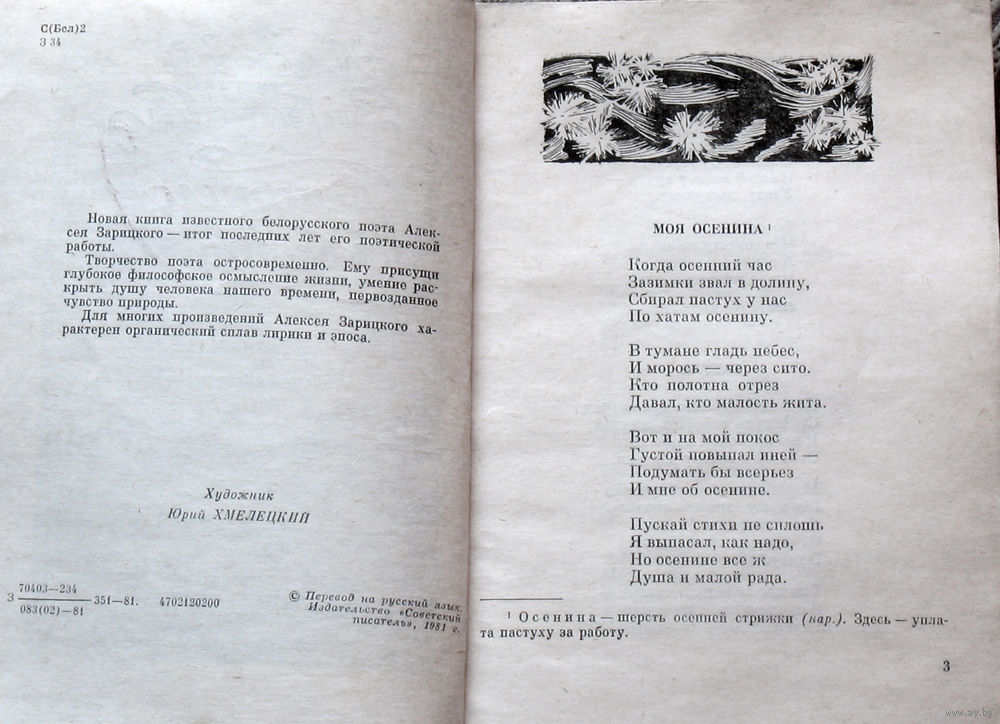 С(Бел)2
З 34
Новая книга известного белорусского поэта Алек-
сея Зарицкого — итог последних лет его поэтической
работы.
Творчество поэта остросовременно. Ему присущи
глубокое философское осмысление жизни, умение рас-
крыть душу человека нашего времени, первозданное
чувство природы.
Для многих произведений Алексея Зарицкого ха-
рактерен органический сплав лирики и эпоса.
Художник
Юрий ХМЕЛЕЦКИЙ
70403—234
З 351—81. 4702120200
083(02)—81
© Перевод на русский язык.
Издательство «Советский
писатель», 1981 г.
МОЯ ОСЕНИНА ¹
Когда осенний час
Зазимки звал в долину,
Сбирал пастух у нас
По хатам осенину.
В тумане гладь небес,
И морось — через сито.
Кто полотна отрез
Давал, кто малость жита.
Вот и на мой покос
Густой повыпал иней —
Подумать бы всерьез
И мне об осенине.
Пускай стихи не сплошь
Я выпасал, как надо,
Но осенине все ж
Душа и малой рада.
¹ Осенина — шерсть осенней стрижки (нар.). Здесь — упла-
та пастуху за работу.
3
www.ay.by